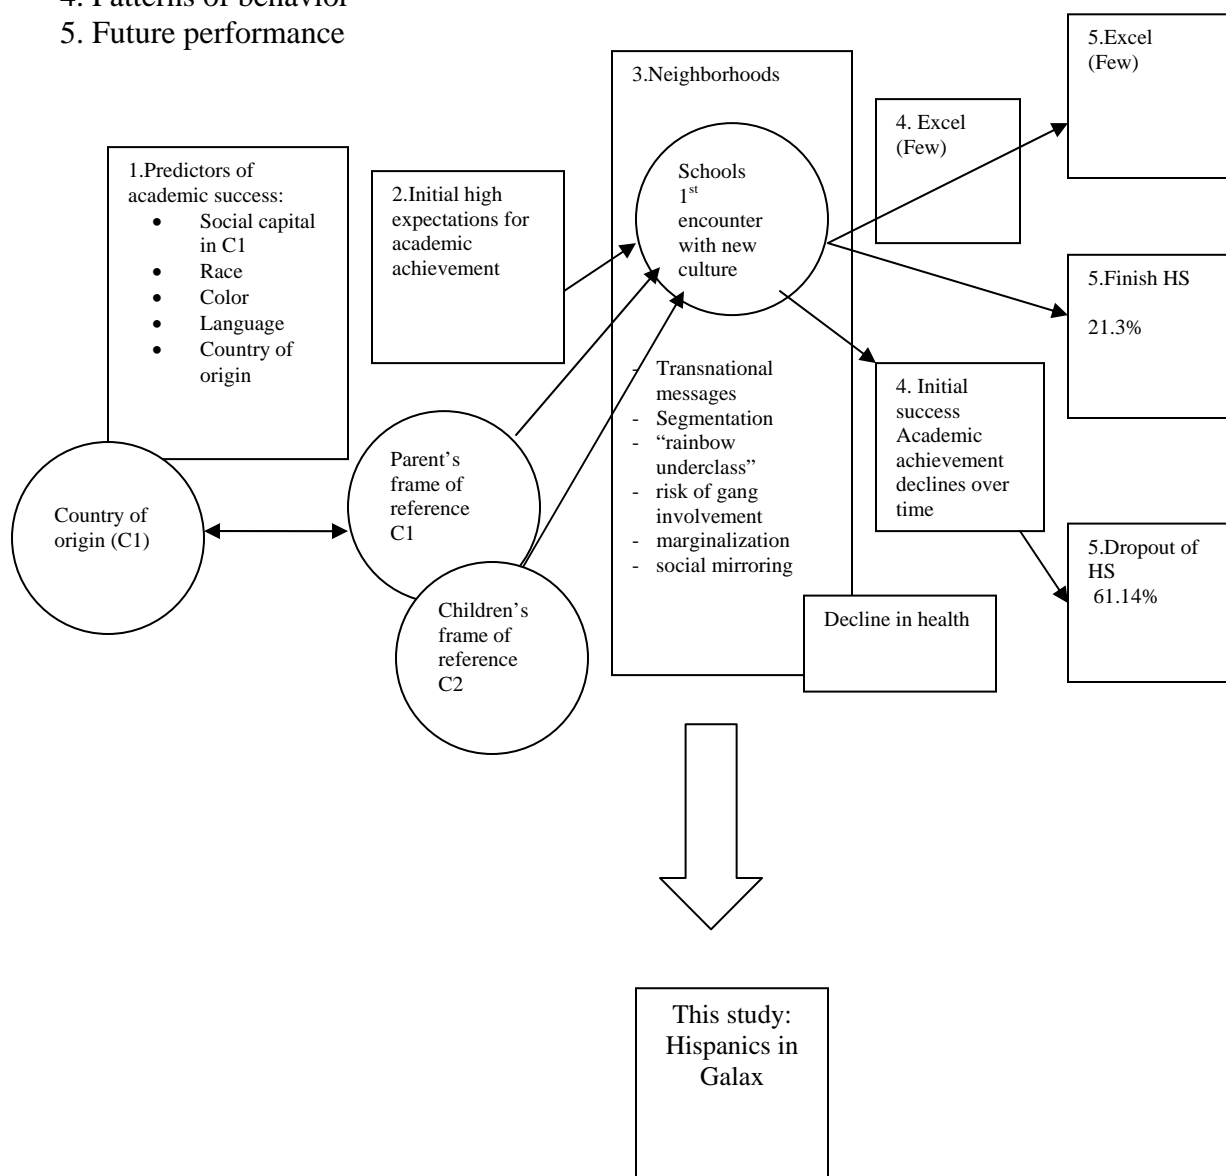 4. Patterns of behavior
5. Future performance
1.Predictors of
academic success:
• Social capital
in C1
• Race
• Color
• Language
• Country of
origin
Country of
origin (C1)
2.Initial high
expectations for
academic
achievement
Parent's
frame of
reference
C1
Children's
frame of
reference
C2
3.Neighborhoods
Schools
1st
encounter
with new
culture
- Transnational
messages
- Segmentation
- “rainbow
underclass”
- risk of gang
involvement
- marginalization
- social mirroring
Decline in health
4. Excel
(Few)
4. Initial
success
Academic
achievement
declines over
time
5.Excel
(Few)
5.Finish HS
21.3%
5.Dropout of
HS
61.14%
This study:
Hispanics in
Galax